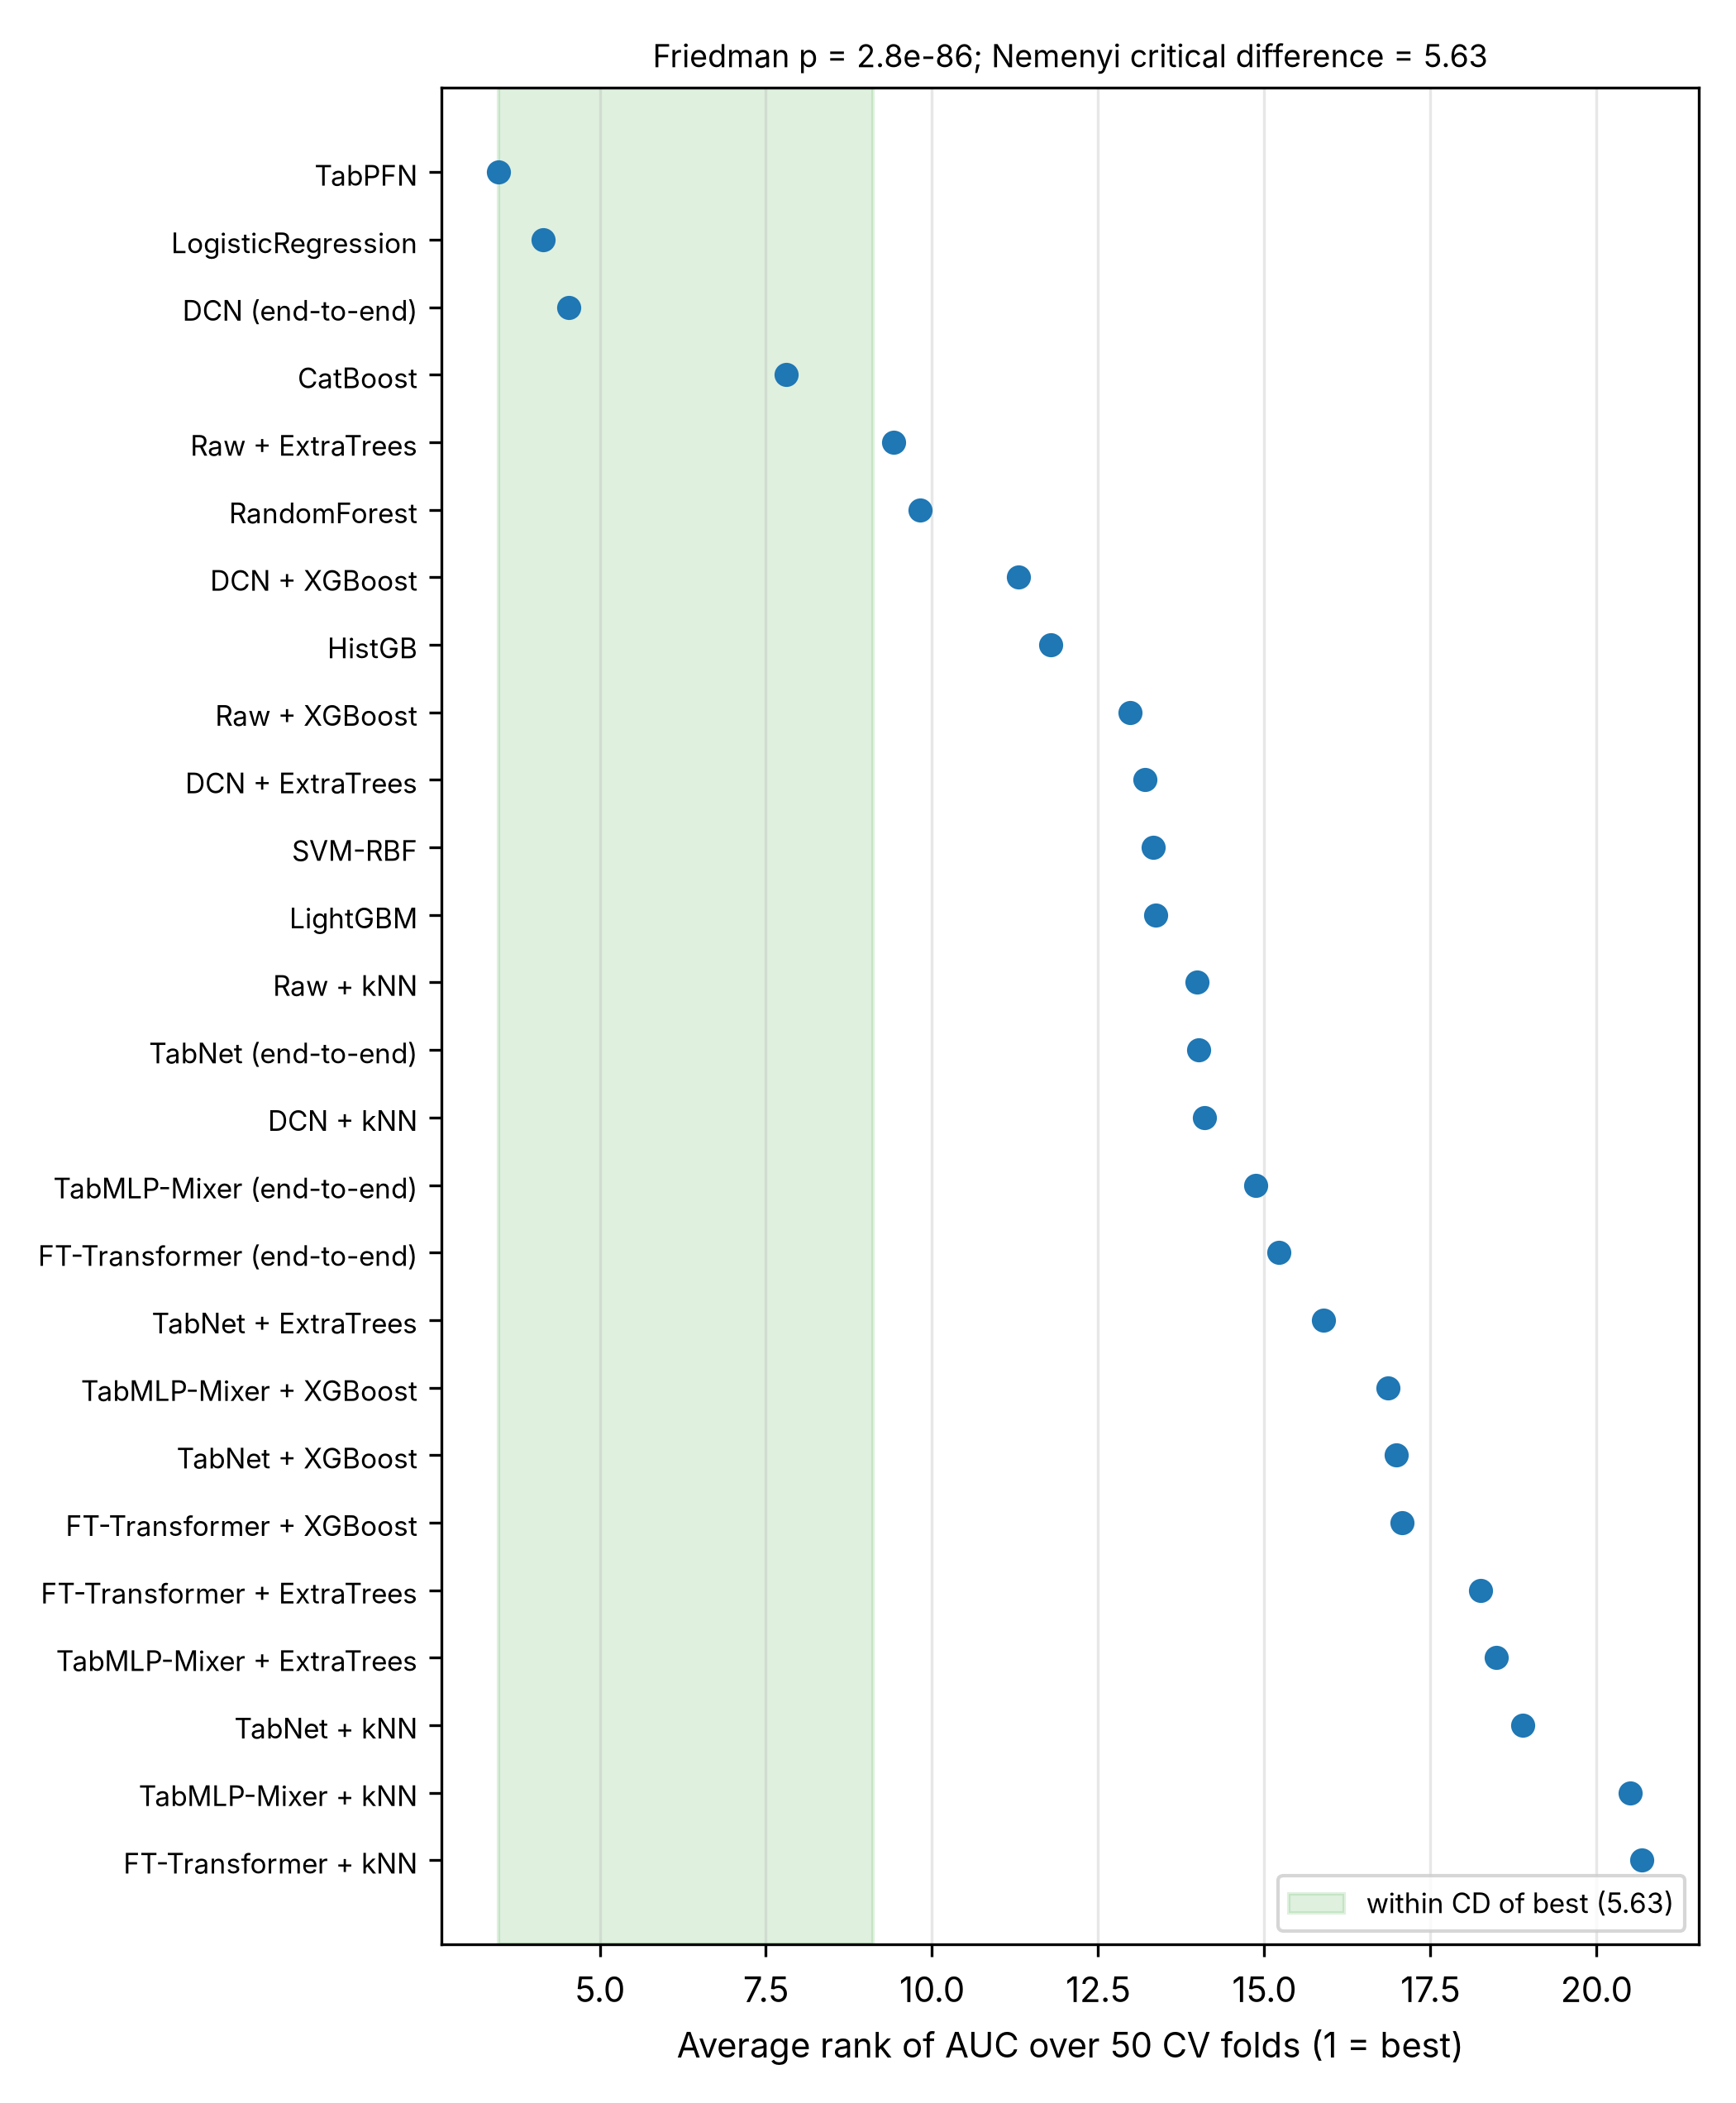 Friedman p = 2.8e-86; Nemenyi critical difference = 5.63
TabPFN
LogisticRegression
DCN (end-to-end)
CatBoost
Raw + ExtraTrees
RandomForest
DCN + XGBoost
HistGB
Raw + XGBoost
DCN + ExtraTrees
SVM-RBF
LightGBM
Raw + kNN
TabNet (end-to-end)
DCN + kNN
TabMLP-Mixer (end-to-end)
FT-Transformer (end-to-end)
TabNet + ExtraTrees
TabMLP-Mixer + XGBoost
TabNet + XGBoost
FT-Transformer + XGBoost
FT-Transformer + ExtraTrees
TabMLP-Mixer + ExtraTrees
TabNet + kNN
TabMLP-Mixer + kNN
FT-Transformer + kNN
within CD of best (5.63)
5.0 7.5 10.0 12.5 15.0 17.5 20.0
Average rank of AUC over 50 CV folds (1 = best)